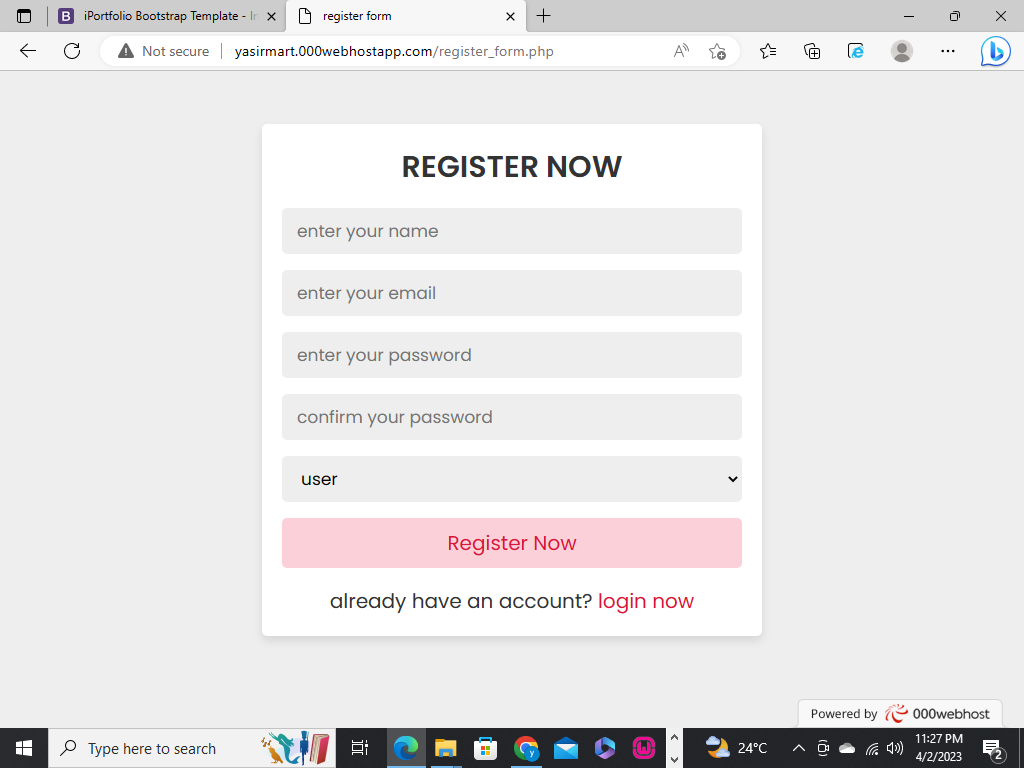 iPortfolio Bootstrap Template - In
register form
Not secure
yasirmart.000webhostapp.com/register_form.php
REGISTER NOW
enter your name
enter your email
enter your password
confirm your password
user
Register Now
already have an account? login now
Powered by 000webhost
Type here to search
24°C
11:27 PM
4/2/2023
2